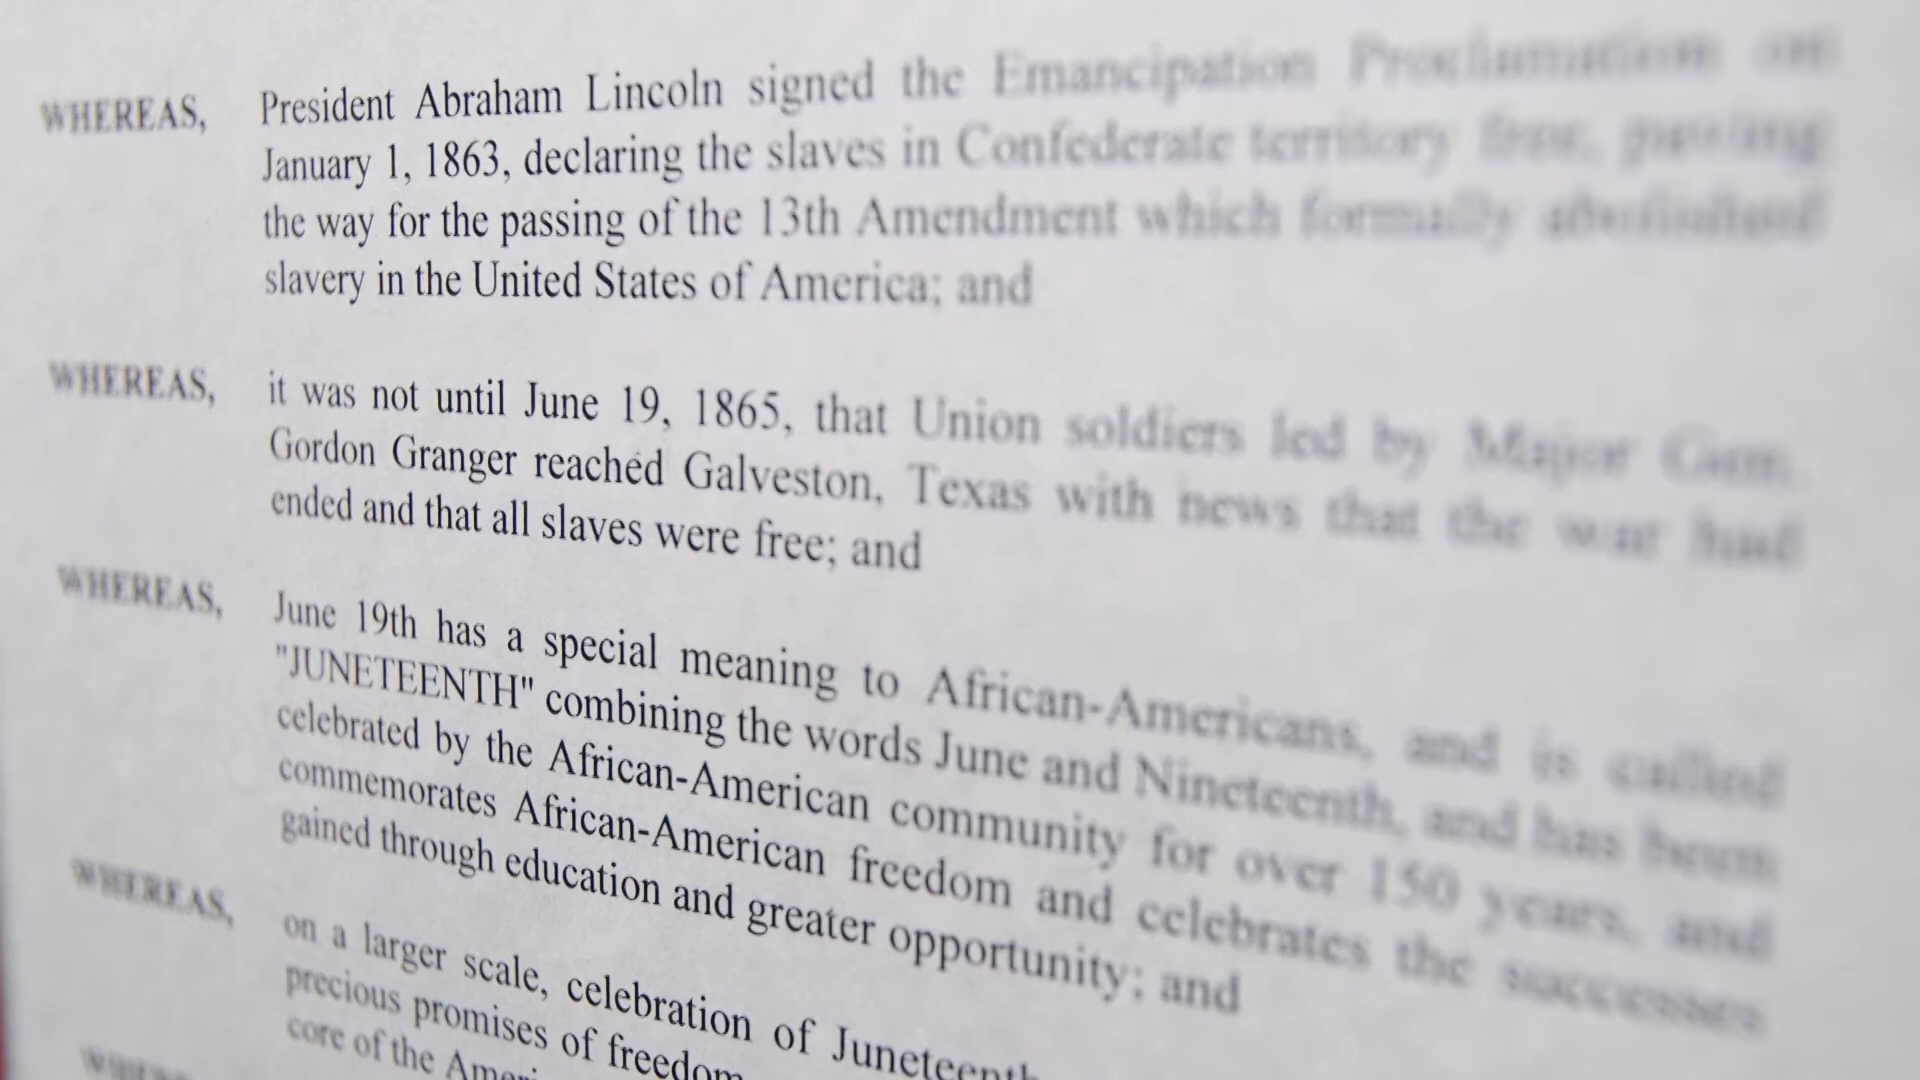 WHEREAS, President Abraham Lincoln signed the Emancipation Proclamation on
January 1, 1863, declaring the slaves in Confederate territory free, paving
the way for the passing of the 13th Amendment which formally abolished
slavery in the United States of America; and
WHEREAS, it was not until June 19, 1865, that Union soldiers led by Major Gen.
Gordon Granger reached Galveston, Texas with news that the war had
ended and that all slaves were free; and
WHEREAS, June 19th has a special meaning to African-Americans, and is called
"JUNETEENTH" combining the words June and Nineteenth, and has been
celebrated by the African-American community for over 150 years, and
commemorates African-American freedom and celebrates the successes
gained through education and greater opportunity; and
WHEREAS, on a larger scale, celebration of Juneteenth
precious promises of freedom
core of the